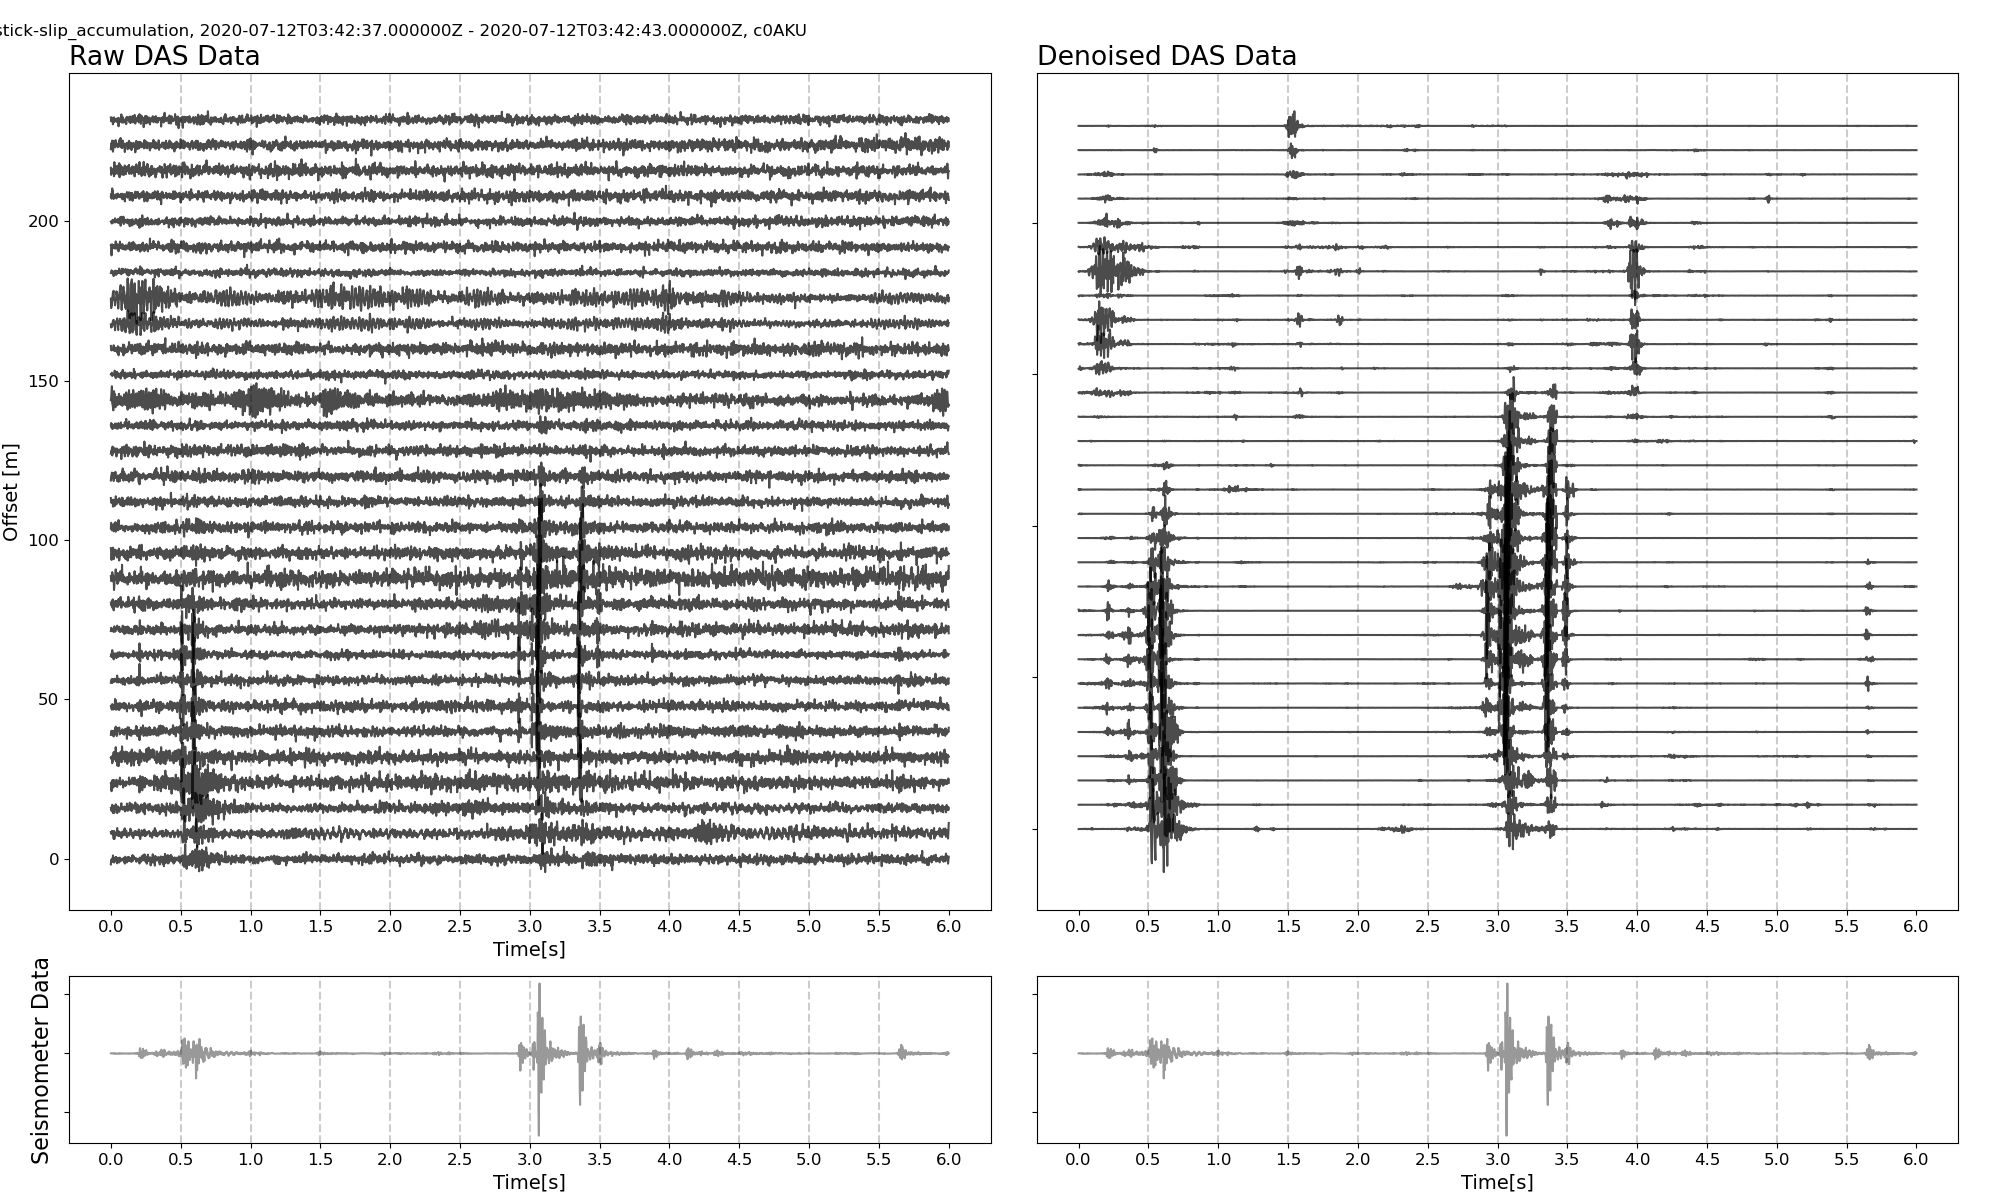 stick-slip_accumulation, 2020-07-12T03:42:37.000000Z - 2020-07-12T03:42:43.000000Z, c0AKU
Raw DAS Data
Denoised DAS Data
Offset [m]
200
150
100
50
0
0.0 0.5 1.0 1.5 2.0 2.5 3.0 3.5 4.0 4.5 5.0 5.5 6.0
Time[s]
0.0 0.5 1.0 1.5 2.0 2.5 3.0 3.5 4.0 4.5 5.0 5.5 6.0
Seismometer Data
0.0 0.5 1.0 1.5 2.0 2.5 3.0 3.5 4.0 4.5 5.0 5.5 6.0
Time[s]
0.0 0.5 1.0 1.5 2.0 2.5 3.0 3.5 4.0 4.5 5.0 5.5 6.0
Time[s]